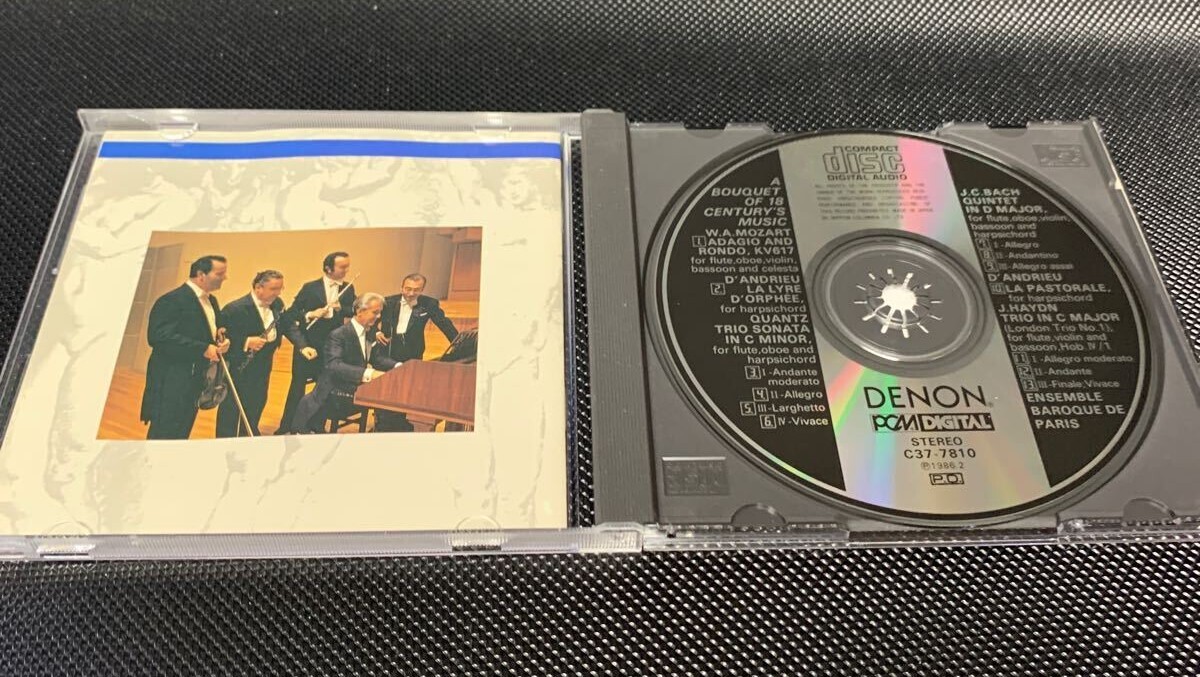 COMPACT
disc
DIGITAL AUDIO
A
BOUQUET
OF 18
CENTURY'S
MUSIC
W.A.MOZART
1 ADAGIO AND
RONDO, KV617
for flute,oboe,violin,
bassoon and celesta
D'ANDRIEU
2 LA LYRE
D'ORPHÉE,
for harpsichord
QUANTZ
TRIO SONATA
IN C MINOR,
for flute,oboe and
harpsichord
3 I-Andante
moderato
4 II-Allegro
5 III-Larghetto
6 IV-Vivace
J.C.BACH
QUINTET
IN D MAJOR,
for flute,oboe,violin,
bassoon and
harpsichord
7 I-Allegro
8 II-Andantino
9 III-Allegro assai
D'ANDRIEU
10 LA PASTORALE,
for harpsichord
J.HAYDN
TRIO IN C MAJOR
(London Trio No.1),
for flute,violin and
bassoon, Hob.IV/1
11 I-Allegro moderato
12 II-Andante
13 III-Finale;Vivace
ENSEMBLE
BAROQUE DE
PARIS
DENON
PCM DIGITAL
STEREO
C37-7810
Ⓟ1986.2
P.O.